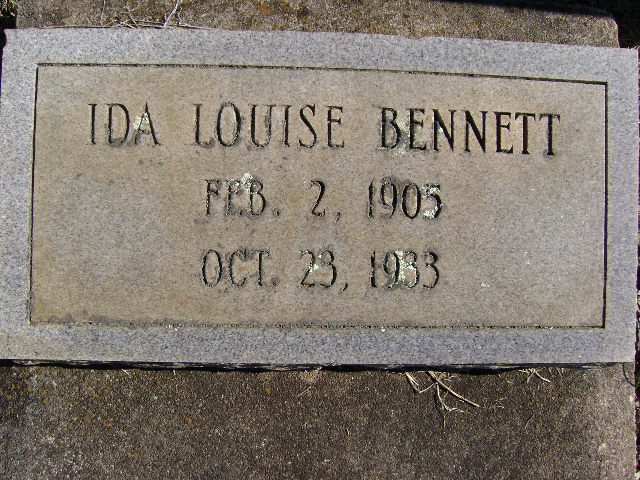 IDA LOUISE BENNETT
FEB. 2, 1905
OCT. 23, 1933